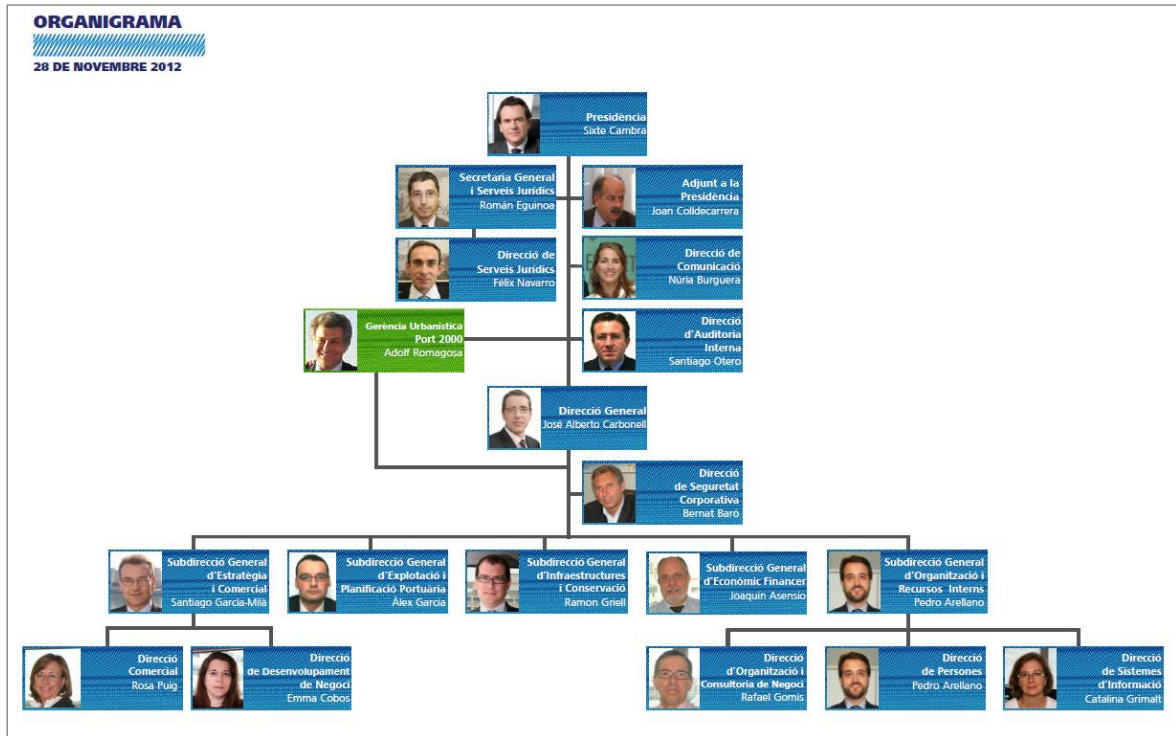 ORGANIGRAMA
28 DE NOVEMBRE 2012
Presidència
Sixte Cambra
Secretaria General
i Serveis Jurídics
Román Eguinoa
Adjunt a la
Presidència
Joan Colldecarrera
Direcció de
Serveis Jurídics
Félix Navarro
Direcció de
Comunicació
Núria Burguera
Gerència Urbanística
Port 2000
Adolf Romagosa
Direcció
d'Auditoria
Interna
Santiago Otero
Direcció General
José Alberto Carbonell
Direcció
de Seguretat
Corporativa
Bernat Baró
Subdirecció General
d'Estratègia
i Comercial
Santiago Garcia-Milà
Subdirecció General
d'Explotació i
Planificació Portuària
Àlex Garcia
Subdirecció General
d'Infraestructures
i Conservació
Ramon Griell
Subdirecció General
d'Econòmic Financer
Joaquin Asensio
Subdirecció General
d'Organització i
Recursos Interns
Pedro Arellano
Direcció
Comercial
Rosa Puig
Direcció
de Desenvolupament
de Negoci
Emma Cobos
Direcció
d'Organització i
Consultoria de Negoci
Rafael Gomis
Direcció
de Persones
Pedro Arellano
Direcció
de Sistemes
d'Informació
Catalina Grimalt